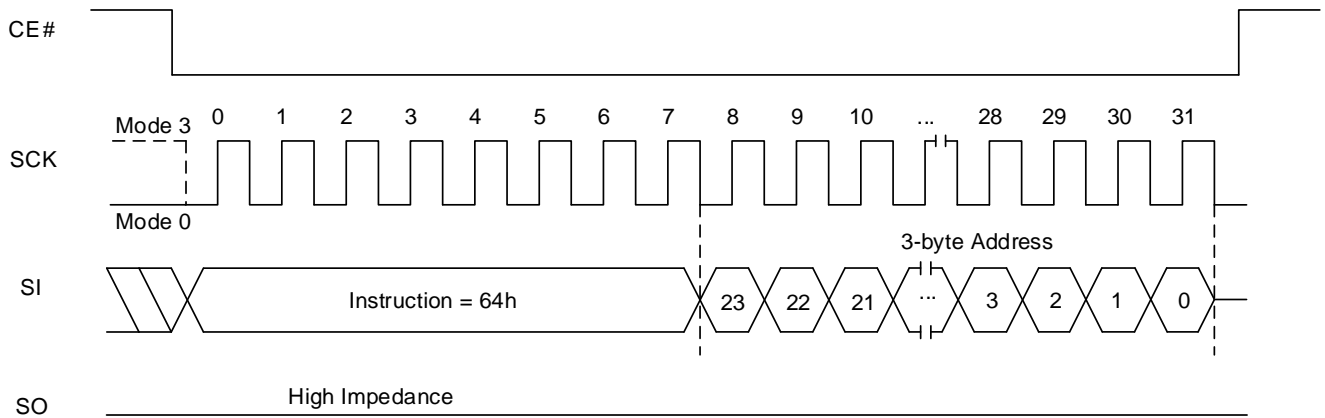 CE#
0 1 2 3 4 5 6 7 8 9 10 ... 28 29 30 31
Mode 3
SCK
Mode 0
3-byte Address
SI
Instruction = 64h
23 22 21 ... 3 2 1 0
High Impedance
SO